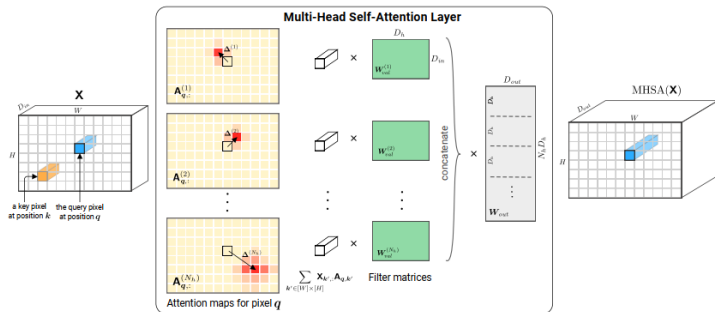 Multi-Head Self-Attention Layer
X
D_in
W
H
a key pixel
at position k
the query pixel
at position q
Δ^(1)
A_q,:^(1)
Δ^(2)
A_q,:^(2)
Δ^(N_h)
A_q,:^(N_h)
Attention maps for pixel q
×
×
×
∑ X_k',: A_q,k'
k'∈[W]×[H]
D_h
D_in
W_val^(1)
W_val^(2)
W_val^(N_h)
Filter matrices
concatenate
×
D_out
D_h
D_h
D_h
N_h D_h
W_out
MHSA(X)
D_out
W
H